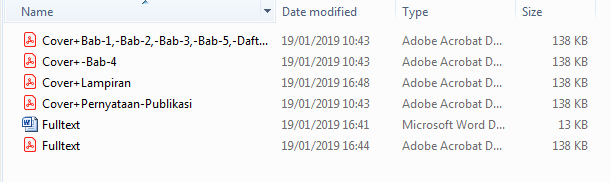 Name Date modified Type Size
Cover+Bab-1,-Bab-2,-Bab-3,-Bab-5,-Daft... 19/01/2019 10:43 Adobe Acrobat D... 138 KB
Cover+-Bab-4 19/01/2019 10:43 Adobe Acrobat D... 138 KB
Cover+Lampiran 19/01/2019 16:48 Adobe Acrobat D... 138 KB
Cover+Pernyataan-Publikasi 19/01/2019 10:43 Adobe Acrobat D... 138 KB
Fulltext 19/01/2019 16:41 Microsoft Word D... 13 KB
Fulltext 19/01/2019 16:44 Adobe Acrobat D... 138 KB